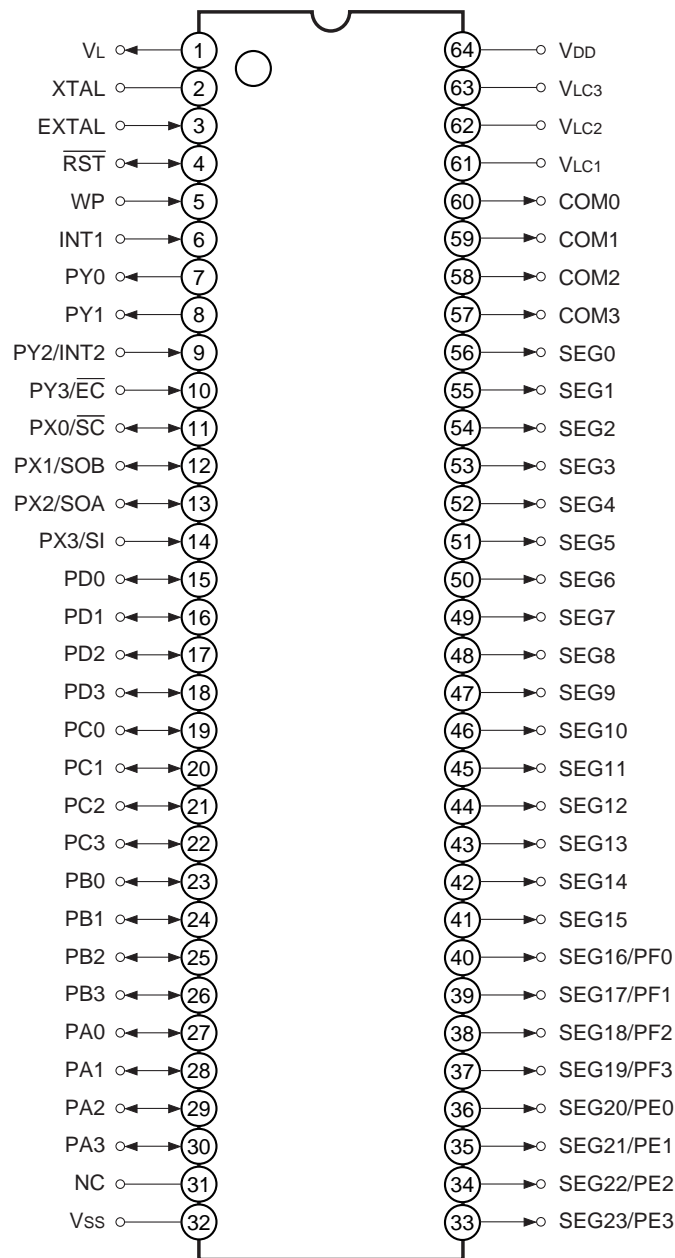 VL 1 64 VDD
XTAL 2 63 VLC3
EXTAL 3 62 VLC2
R̅S̅T̅ 4 61 VLC1
WP 5 60 COM0
INT1 6 59 COM1
PY0 7 58 COM2
PY1 8 57 COM3
PY2/INT2 9 56 SEG0
PY3/E̅C̅ 10 55 SEG1
PX0/S̅C̅ 11 54 SEG2
PX1/SOB 12 53 SEG3
PX2/SOA 13 52 SEG4
PX3/SI 14 51 SEG5
PD0 15 50 SEG6
PD1 16 49 SEG7
PD2 17 48 SEG8
PD3 18 47 SEG9
PC0 19 46 SEG10
PC1 20 45 SEG11
PC2 21 44 SEG12
PC3 22 43 SEG13
PB0 23 42 SEG14
PB1 24 41 SEG15
PB2 25 40 SEG16/PF0
PB3 26 39 SEG17/PF1
PA0 27 38 SEG18/PF2
PA1 28 37 SEG19/PF3
PA2 29 36 SEG20/PE0
PA3 30 35 SEG21/PE1
NC 31 34 SEG22/PE2
VSS 32 33 SEG23/PE3